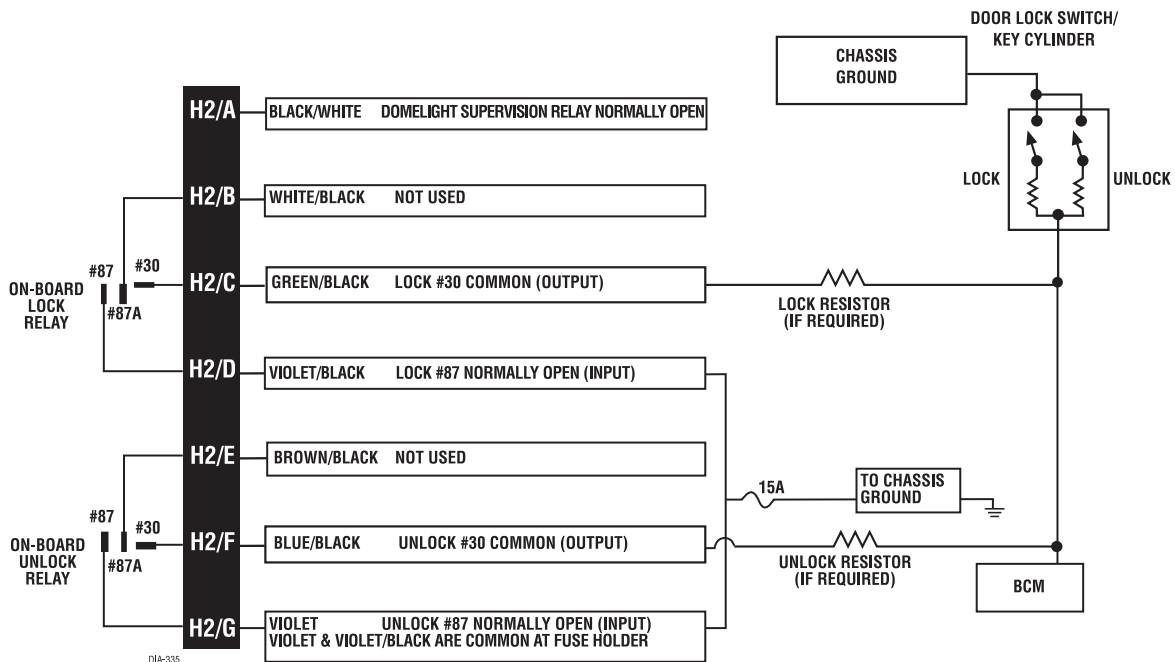 DOOR LOCK SWITCH/
KEY CYLINDER
CHASSIS
GROUND
LOCK
UNLOCK
H2/A
BLACK/WHITE DOMELIGHT SUPERVISION RELAY NORMALLY OPEN
H2/B
WHITE/BLACK NOT USED
#87
#30
#87A
ON-BOARD
LOCK
RELAY
H2/C
GREEN/BLACK LOCK #30 COMMON (OUTPUT)
LOCK RESISTOR
(IF REQUIRED)
H2/D
VIOLET/BLACK LOCK #87 NORMALLY OPEN (INPUT)
H2/E
BROWN/BLACK NOT USED
15A
TO CHASSIS
GROUND
#87
#30
#87A
ON-BOARD
UNLOCK
RELAY
H2/F
BLUE/BLACK UNLOCK #30 COMMON (OUTPUT)
UNLOCK RESISTOR
(IF REQUIRED)
BCM
H2/G
VIOLET UNLOCK #87 NORMALLY OPEN (INPUT)
VIOLET & VIOLET/BLACK ARE COMMON AT FUSE HOLDER
DIA-335